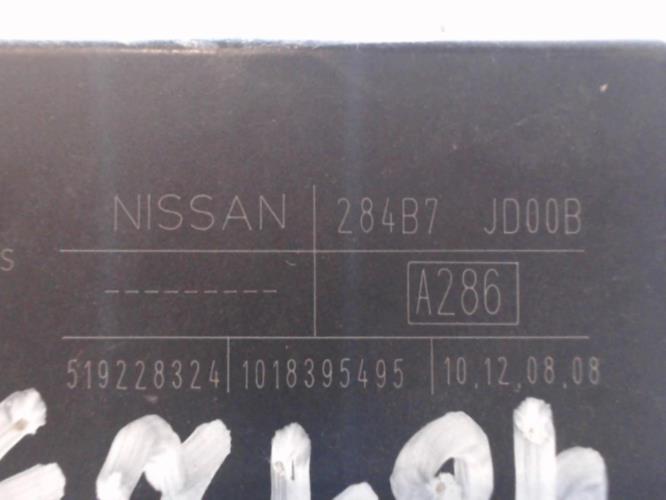 NISSAN 284B7 JD00B
S
--------- A286
519228324 1018395495 10,12,08,08